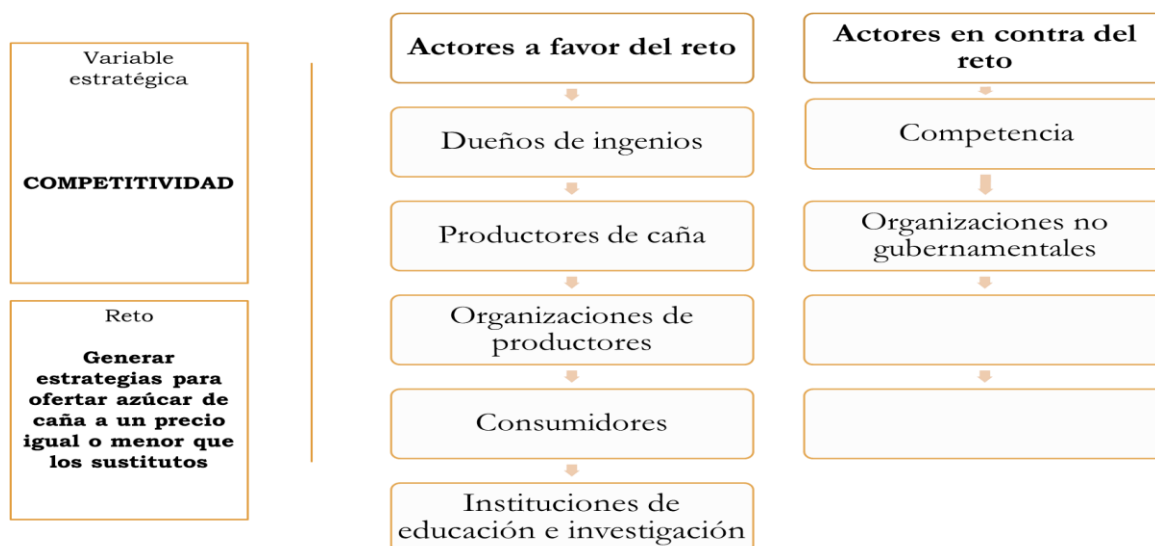 Variable
estratégica
COMPETITIVIDAD
Reto
Generar
estrategias para
ofertar azúcar de
caña a un precio
igual o menor que
los sustitutos
Actores a favor del reto
Dueños de ingenios
Productores de caña
Organizaciones de
productores
Consumidores
Instituciones de
educación e investigación
Actores en contra del
reto
Competencia
Organizaciones no
gubernamentales